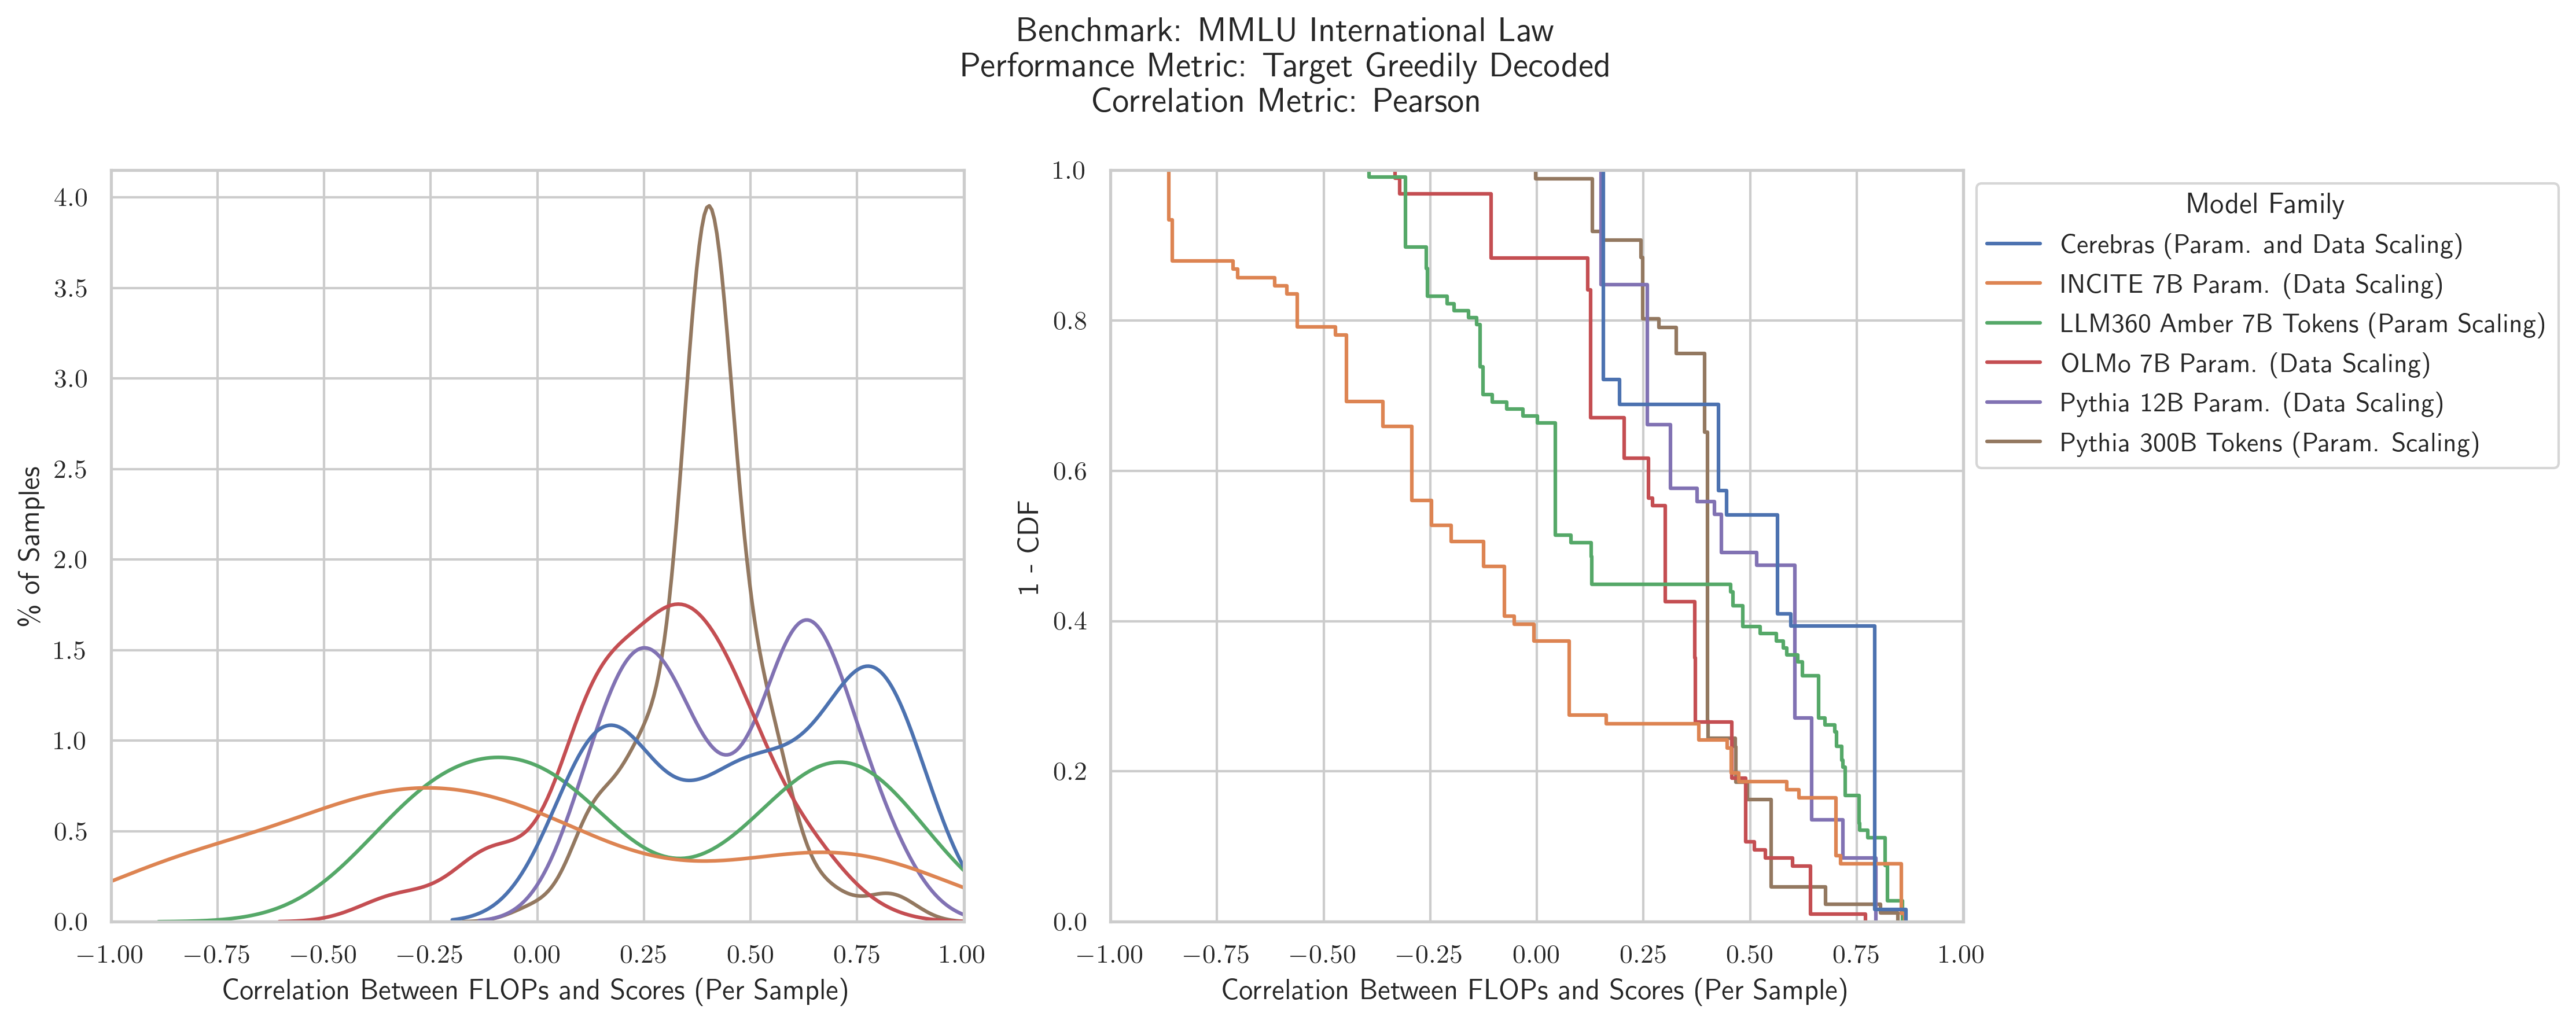 Benchmark: MMLU International Law
Performance Metric: Target Greedily Decoded
Correlation Metric: Pearson
% of Samples
4.0
3.5
3.0
2.5
2.0
1.5
1.0
0.5
0.0
−1.00 −0.75 −0.50 −0.25 0.00 0.25 0.50 0.75 1.00
Correlation Between FLOPs and Scores (Per Sample)
1 - CDF
1.0
0.8
0.6
0.4
0.2
0.0
−1.00 −0.75 −0.50 −0.25 0.00 0.25 0.50 0.75 1.00
Correlation Between FLOPs and Scores (Per Sample)
Model Family
Cerebras (Param. and Data Scaling)
INCITE 7B Param. (Data Scaling)
LLM360 Amber 7B Tokens (Param Scaling)
OLMo 7B Param. (Data Scaling)
Pythia 12B Param. (Data Scaling)
Pythia 300B Tokens (Param. Scaling)